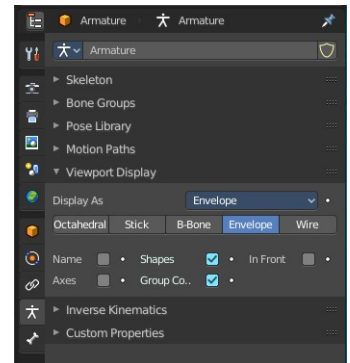 Armature Armature
Armature
Skeleton
Bone Groups
Pose Library
Motion Paths
Viewport Display
Display As Envelope
Octahedral Stick B-Bone Envelope Wire
Name Shapes In Front
Axes Group Co..
Inverse Kinematics
Custom Properties